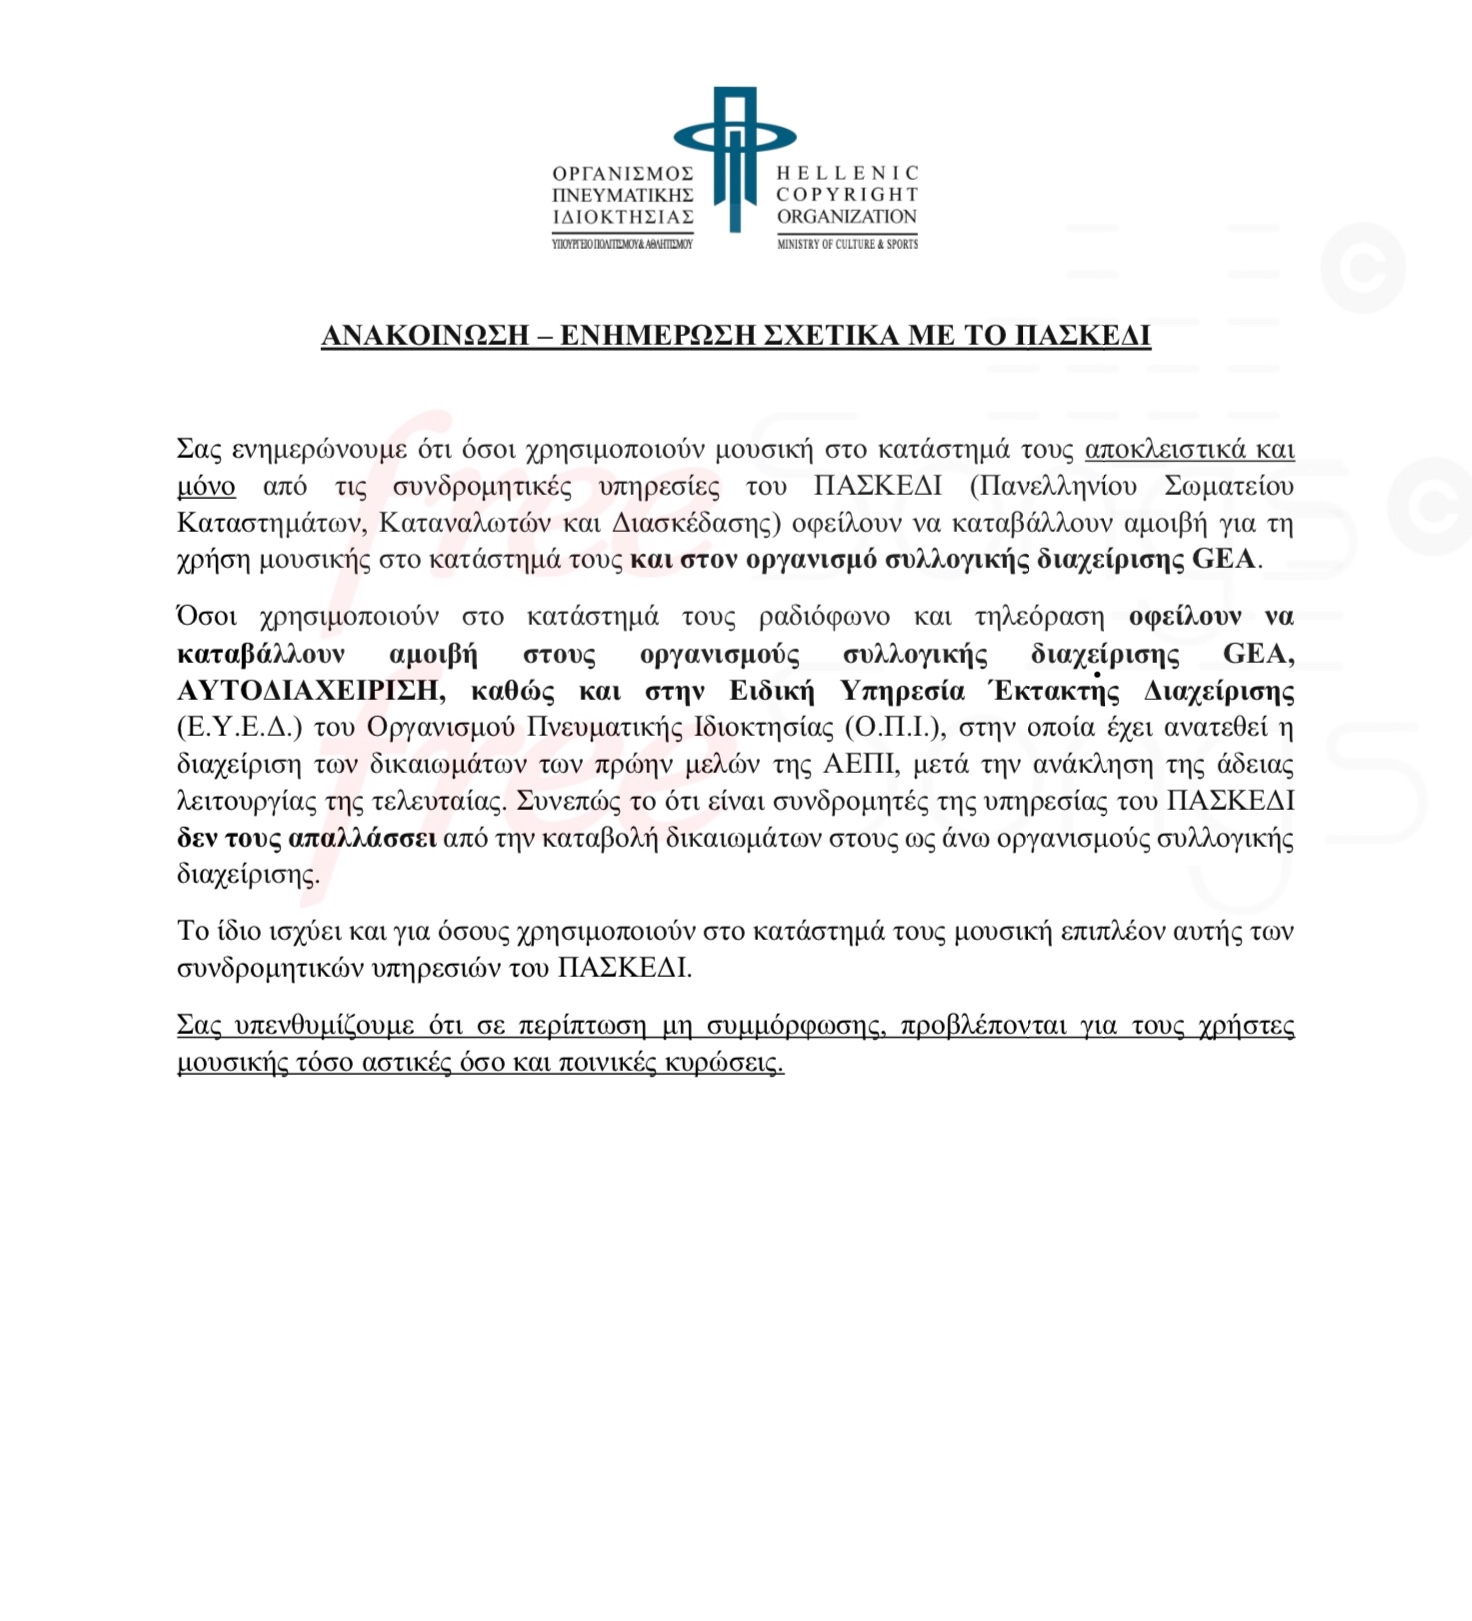 ΟΡΓΑΝΙΣΜΟΣ
ΠΝΕΥΜΑΤΙΚΗΣ
ΙΔΙΟΚΤΗΣΙΑΣ
ΥΠΟΥΡΓΕΙΟ ΠΟΛΙΤΙΣΜΟΥ & ΑΘΛΗΤΙΣΜΟΥ
HELLENIC
COPYRIGHT
ORGANIZATION
MINISTRY OF CULTURE & SPORTS
ΑΝΑΚΟΙΝΩΣΗ – ΕΝΗΜΕΡΩΣΗ ΣΧΕΤΙΚΑ ΜΕ ΤΟ ΠΑΣΚΕΔΙ
Σας ενημερώνουμε ότι όσοι χρησιμοποιούν μουσική στο κατάστημά τους αποκλειστικά και
μόνο από τις συνδρομητικές υπηρεσίες του ΠΑΣΚΕΔΙ (Πανελληνίου Σωματείου
Καταστημάτων, Καταναλωτών και Διασκέδασης) οφείλουν να καταβάλλουν αμοιβή για τη
χρήση μουσικής στο κατάστημά τους και στον οργανισμό συλλογικής διαχείρισης GEA.
Όσοι χρησιμοποιούν στο κατάστημά τους ραδιόφωνο και τηλεόραση οφείλουν να
καταβάλλουν αμοιβή στους οργανισμούς συλλογικής διαχείρισης GEA,
ΑΥΤΟΔΙΑΧΕΙΡΙΣΗ, καθώς και στην Ειδική Υπηρεσία Έκτακτης Διαχείρισης
(Ε.Υ.Ε.Δ.) του Οργανισμού Πνευματικής Ιδιοκτησίας (Ο.Π.Ι.), στην οποία έχει ανατεθεί η
διαχείριση των δικαιωμάτων των πρώην μελών της ΑΕΠΙ, μετά την ανάκληση της άδειας
λειτουργίας της τελευταίας. Συνεπώς το ότι είναι συνδρομητές της υπηρεσίας του ΠΑΣΚΕΔΙ
δεν τους απαλλάσσει από την καταβολή δικαιωμάτων στους ως άνω οργανισμούς συλλογικής
διαχείρισης.
Το ίδιο ισχύει και για όσους χρησιμοποιούν στο κατάστημά τους μουσική επιπλέον αυτής των
συνδρομητικών υπηρεσιών του ΠΑΣΚΕΔΙ.
Σας υπενθυμίζουμε ότι σε περίπτωση μη συμμόρφωσης, προβλέπονται για τους χρήστες
μουσικής τόσο αστικές όσο και ποινικές κυρώσεις.
free Songs
free Songs
©
©